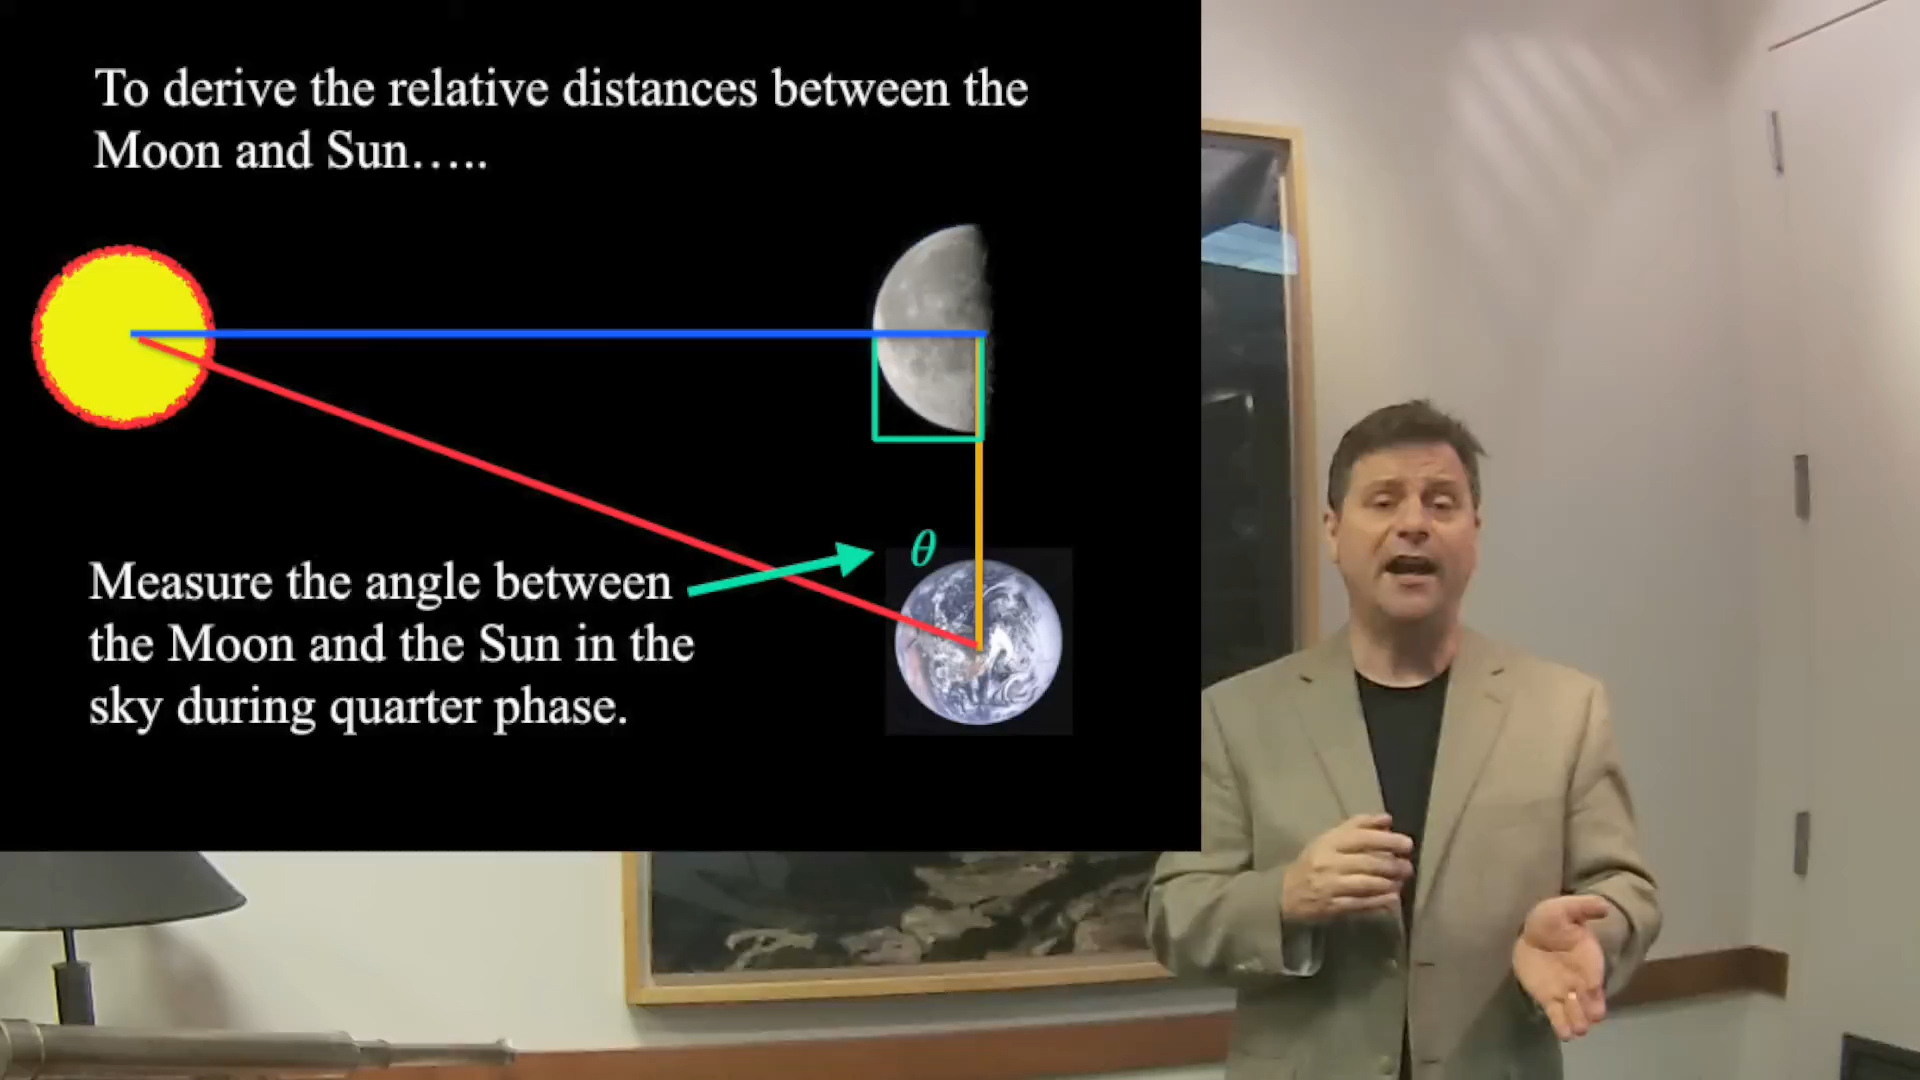 To derive the relative distances between the
Moon and Sun…..
θ
Measure the angle between
the Moon and the Sun in the
sky during quarter phase.